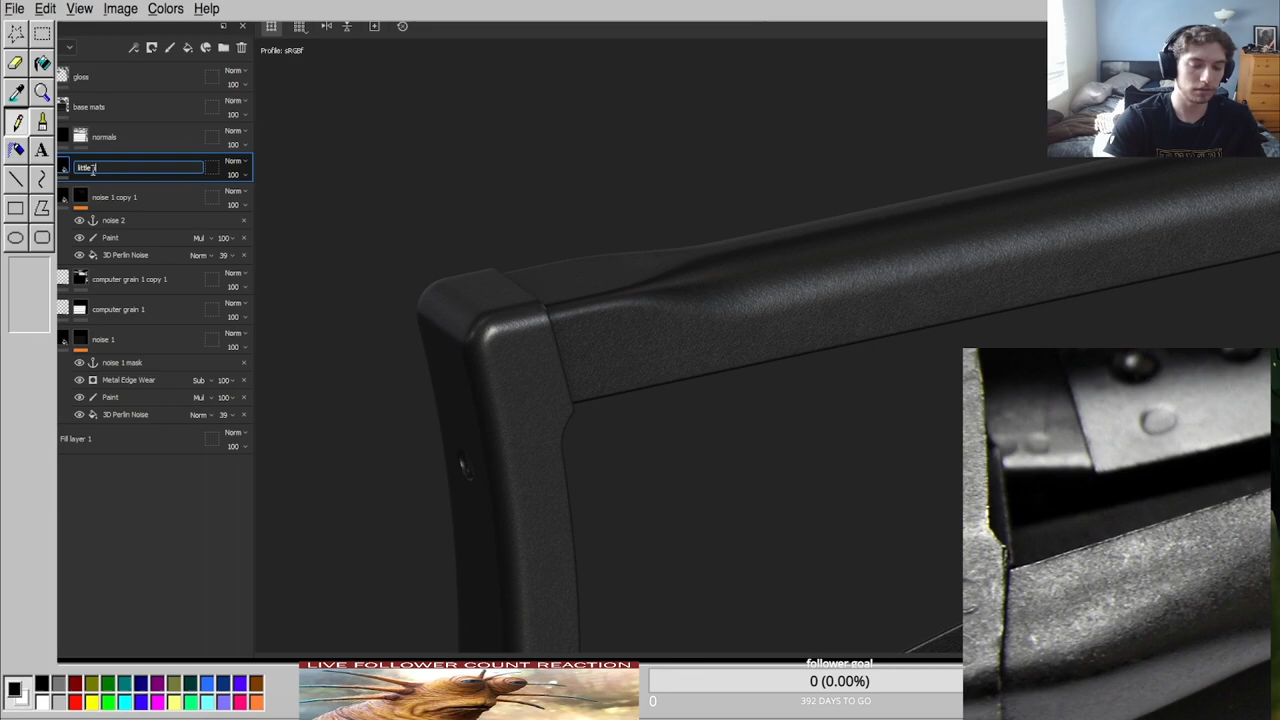 File Edit View Image Colors Help
Profile: sRGBf
gloss Norm 100
base mats Norm 100
normals Norm 100
little Norm 100
noise 1 copy 1 Norm 100
noise 2
Paint Mul 100
3D Perlin Noise Norm 39
computer grain 1 copy 1 Norm 100
computer grain 1 Norm 100
noise 1 Norm 100
noise 1 mask
Metal Edge Wear Sub 100
Paint Mul 100
3D Perlin Noise Norm 39
Fill layer 1 Norm 100
LIVE FOLLOWER COUNT REACTION
follower goal
0 (0.00%)
0
392 DAYS TO GO